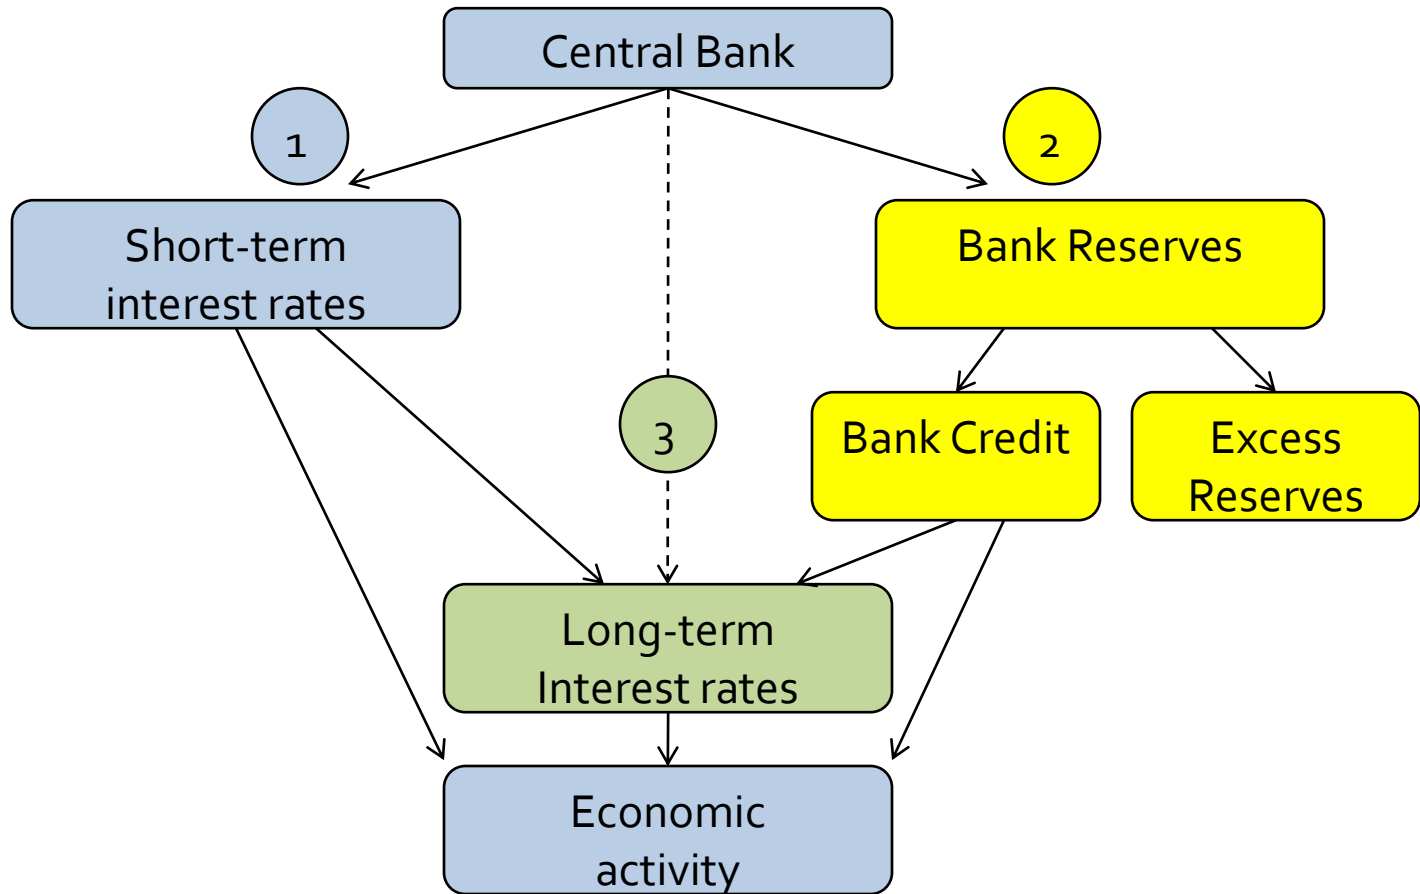 Central Bank
1
2
Short-term
interest rates
Bank Reserves
3
Bank Credit
Excess
Reserves
Long-term
Interest rates
Economic
activity